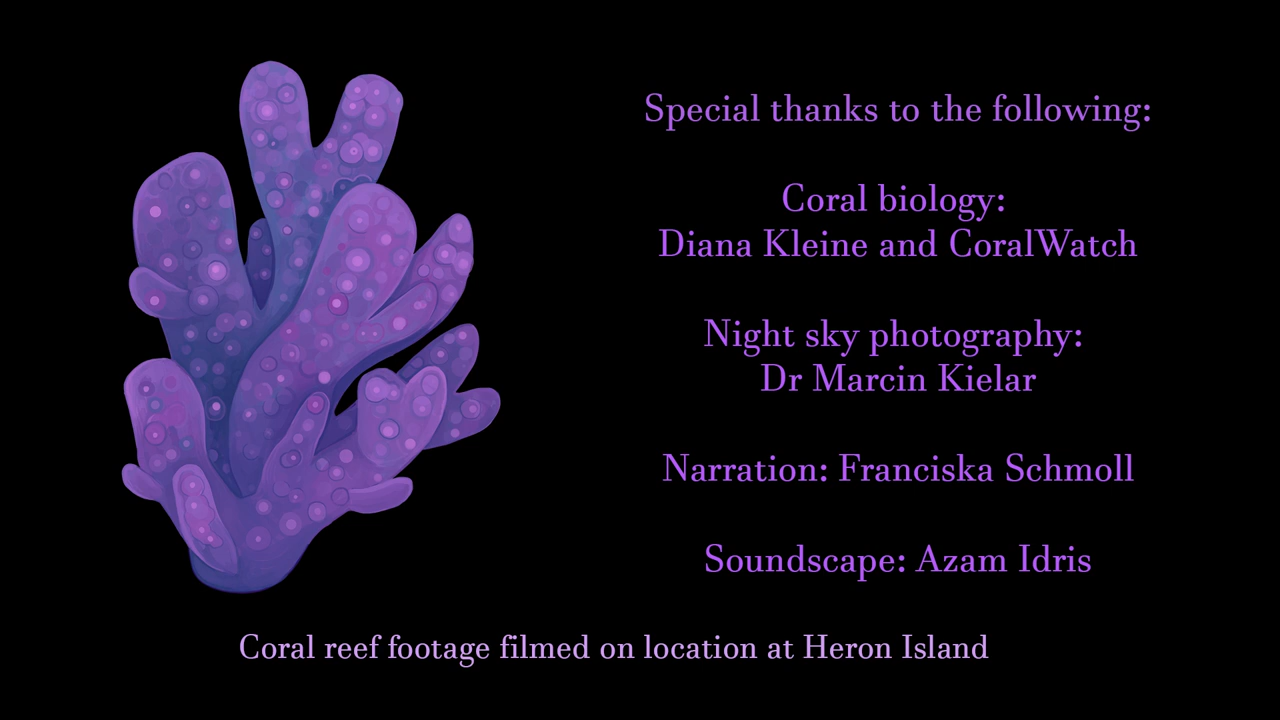 Special thanks to the following:
Coral biology:
Diana Kleine and CoralWatch
Night sky photography:
Dr Marcin Kielar
Narration: Franciska Schmoll
Soundscape: Azam Idris
Coral reef footage filmed on location at Heron Island